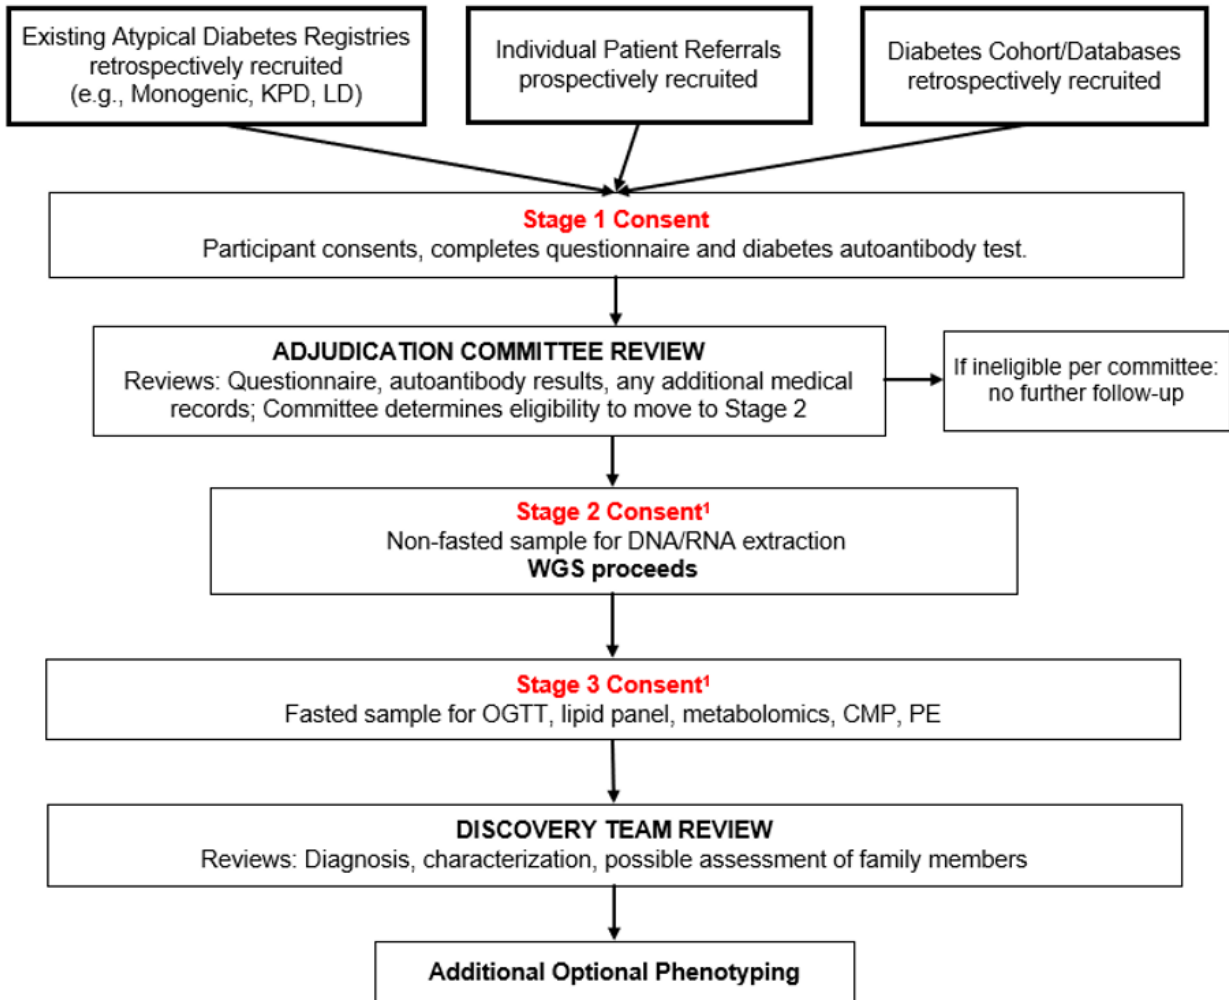 Existing Atypical Diabetes Registries
retrospectively recruited
(e.g., Monogenic, KPD, LD)
Individual Patient Referrals
prospectively recruited
Diabetes Cohort/Databases
retrospectively recruited
Stage 1 Consent
Participant consents, completes questionnaire and diabetes autoantibody test.
ADJUDICATION COMMITTEE REVIEW
Reviews: Questionnaire, autoantibody results, any additional medical
records; Committee determines eligibility to move to Stage 2
If ineligible per committee:
no further follow-up
Stage 2 Consent¹
Non-fasted sample for DNA/RNA extraction
WGS proceeds
Stage 3 Consent¹
Fasted sample for OGTT, lipid panel, metabolomics, CMP, PE
DISCOVERY TEAM REVIEW
Reviews: Diagnosis, characterization, possible assessment of family members
Additional Optional Phenotyping